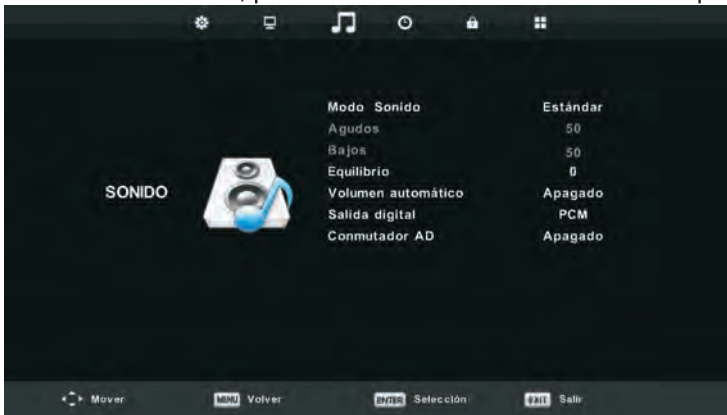 Modo Sonido Estándar
Agudos 50
Bajos 50
Equilibrio 0
Volumen automático Apagado
SONIDO
Salida digital PCM
Conmutador AD Apagado
Mover MENU Volver ENTER Selección EXIT Salir